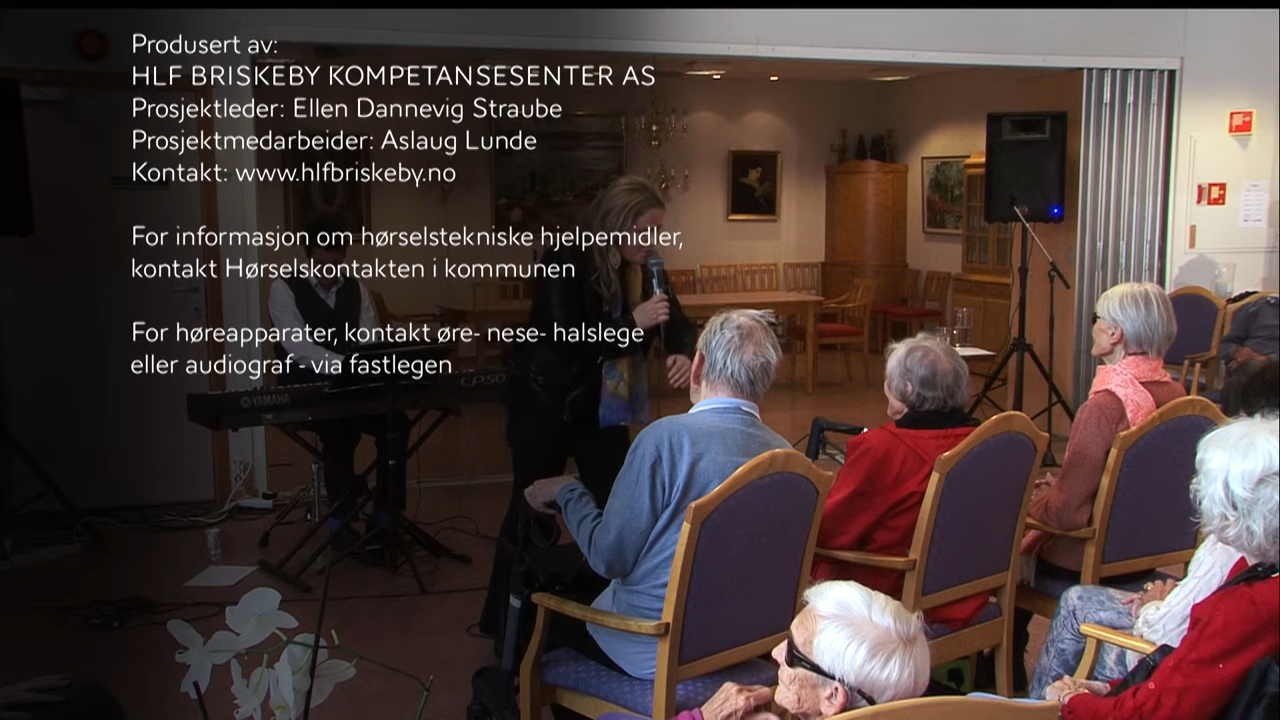 Produsert av:
HLF BRISKEBY KOMPETANSESENTER AS
Prosjektleder: Ellen Dannevig Straube
Prosjektmedarbeider: Aslaug Lunde
Kontakt: www.hlfbriskeby.no
For informasjon om hørselstekniske hjelpemidler,
kontakt Hørselskontakten i kommunen
For høreapparater, kontakt øre- nese- halslege
eller audiograf - via fastlegen
YAMAHA
CP50